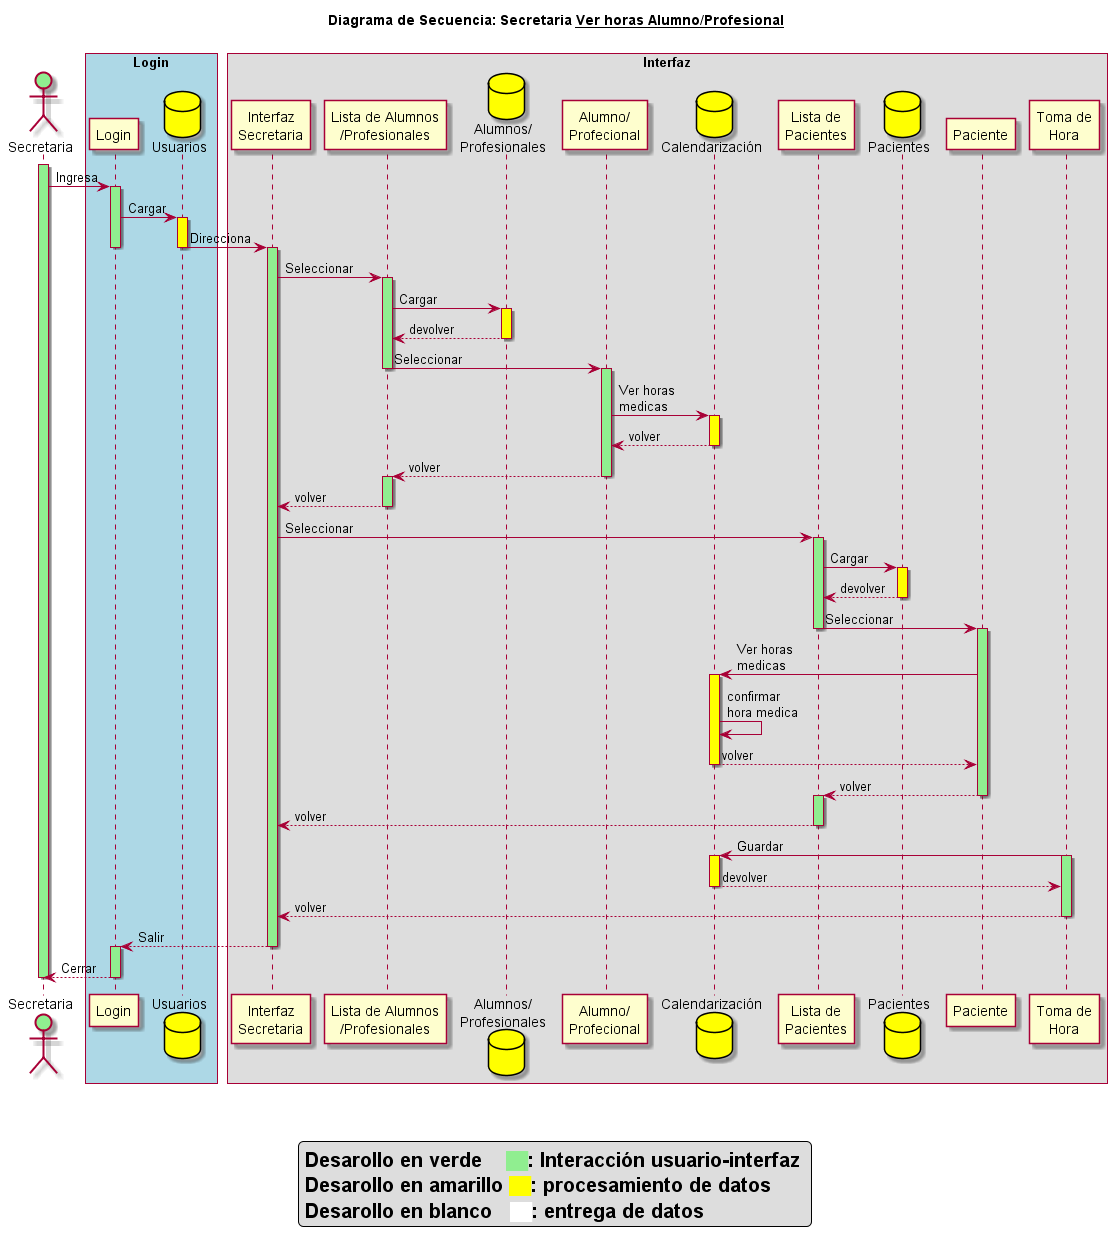 Diagrama de Secuencia: Secretaria Ver horas Alumno/Profesional
Login
Interfaz
Secretaria
Login
Usuarios
Interfaz
Secretaria
Lista de Alumnos
/Profesionales
Alumnos/
Profesionales
Alumno/
Profecional
Calendarización
Lista de
Pacientes
Pacientes
Paciente
Toma de
Hora
Ingresa
Cargar
Direcciona
Seleccionar
Cargar
devolver
Seleccionar
Ver horas
medicas
volver
volver
volver
Seleccionar
Cargar
devolver
Seleccionar
Ver horas
medicas
confirmar
hora medica
volver
volver
volver
Guardar
devolver
volver
Salir
Cerrar
Secretaria
Login
Usuarios
Interfaz
Secretaria
Lista de Alumnos
/Profesionales
Alumnos/
Profesionales
Alumno/
Profecional
Calendarización
Lista de
Pacientes
Pacientes
Paciente
Toma de
Hora
Desarollo en verde : Interacción usuario-interfaz
Desarollo en amarillo : procesamiento de datos
Desarollo en blanco : entrega de datos